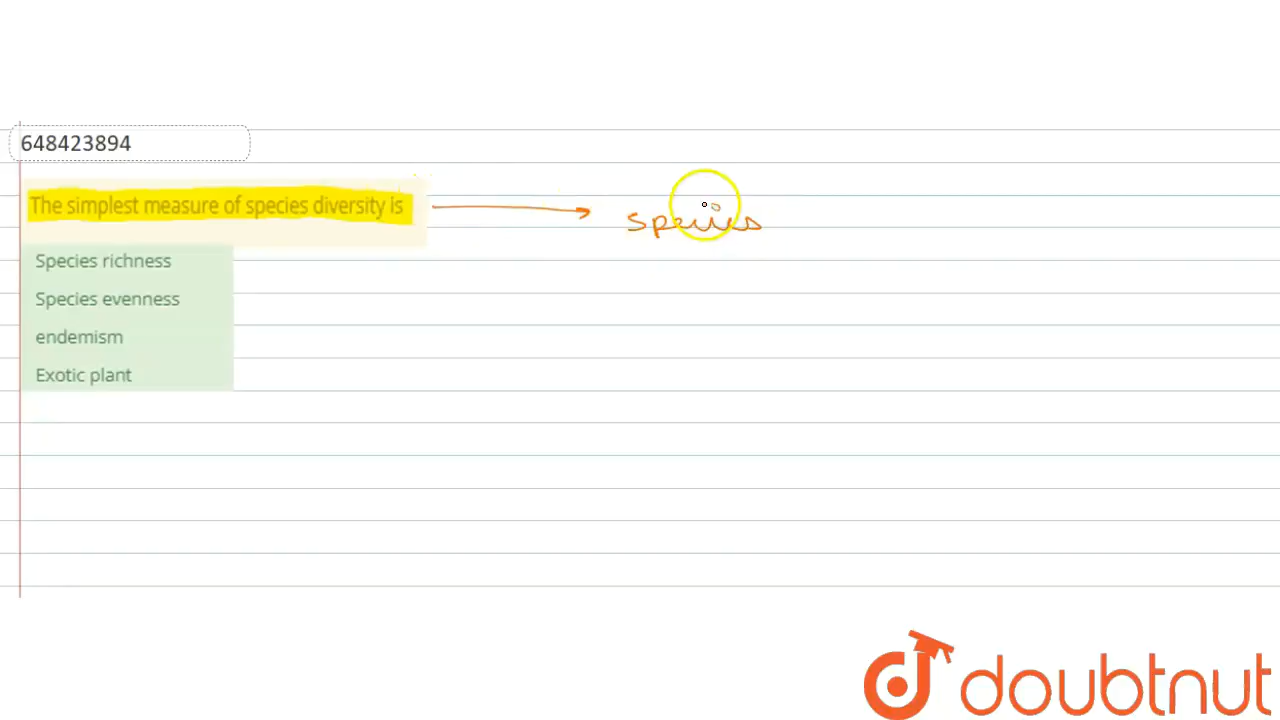 648423894
The simplest measure of species diversity is
species
Species richness
Species evenness
endemism
Exotic plant
doubtnut